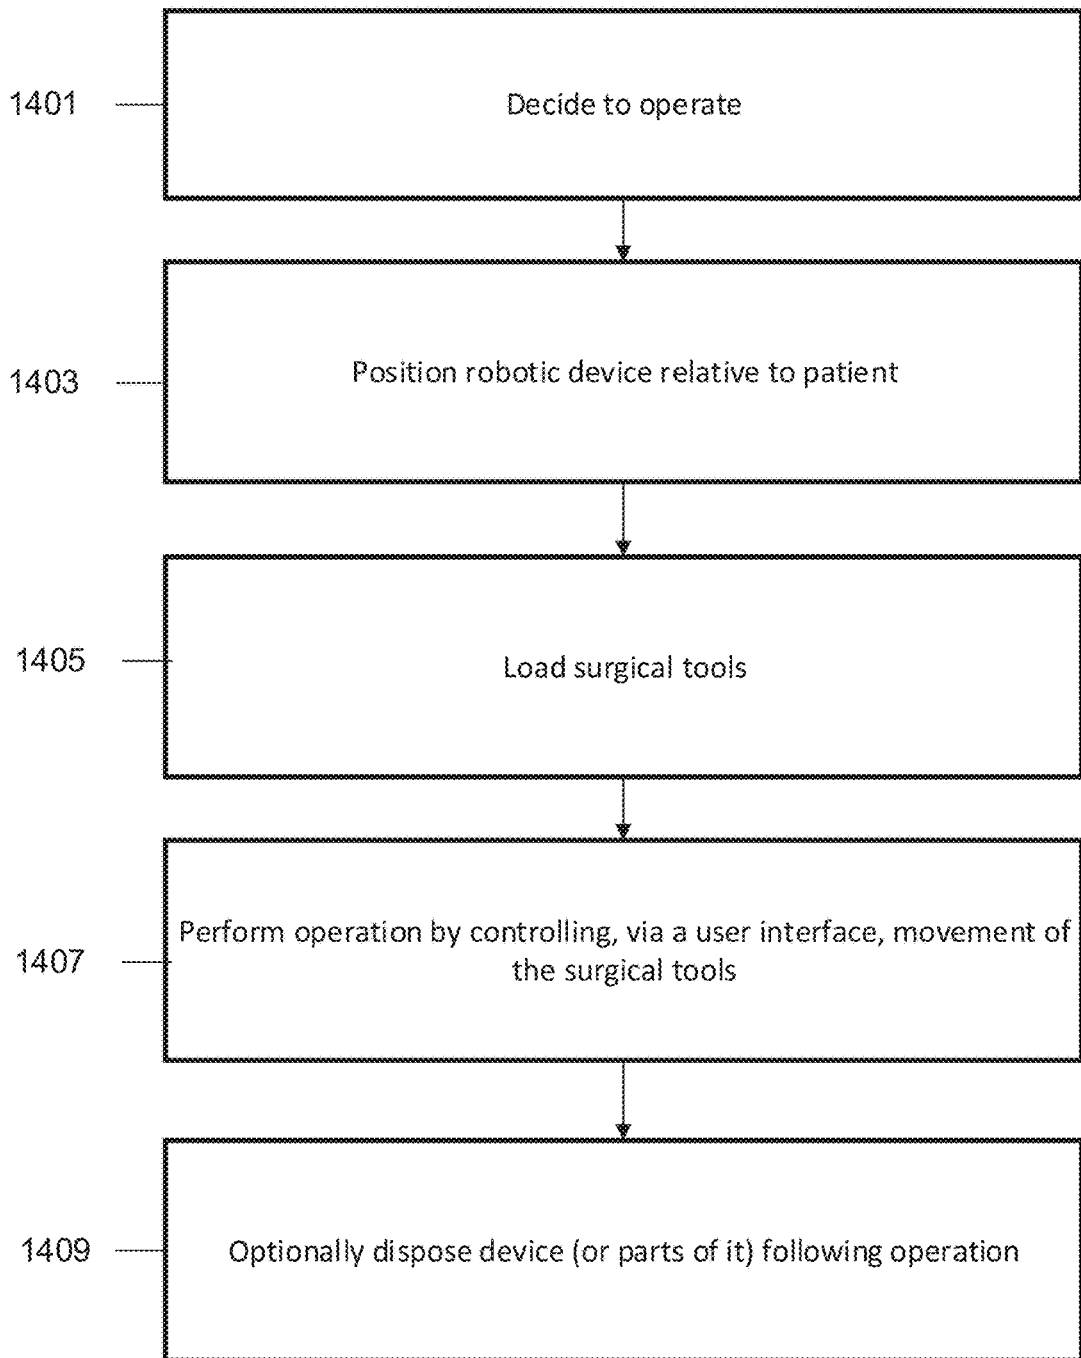 1401
Decide to operate
1403
Position robotic device relative to patient
1405
Load surgical tools
1407
Perform operation by controlling, via a user interface, movement of
the surgical tools
1409
Optionally dispose device (or parts of it) following operation